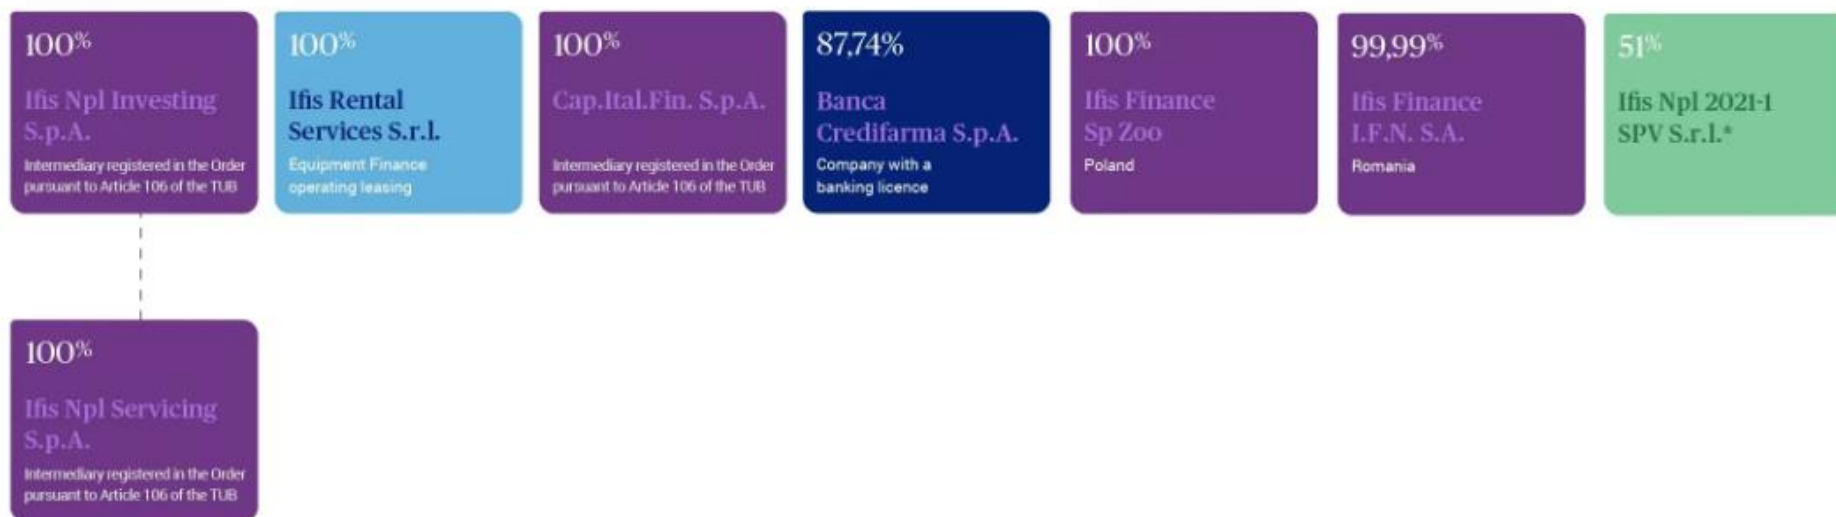 100%
Ifis Npl Investing
S.p.A.
Intermediary registered in the Order
pursuant to Article 106 of the TUB
100%
Ifis Rental
Services S.r.l.
Equipment Finance
operating leasing
100%
Cap.Ital.Fin. S.p.A.
Intermediary registered in the Order
pursuant to Article 106 of the TUB
87,74%
Banca
Credifarma S.p.A.
Company with a
banking licence
100%
Ifis Finance
Sp Zoo
Poland
99,99%
Ifis Finance
I.F.N. S.A.
Romania
51%
Ifis Npl 2021-1
SPV S.r.l.*
100%
Ifis Npl Servicing
S.p.A.
Intermediary registered in the Order
pursuant to Article 106 of the TUB